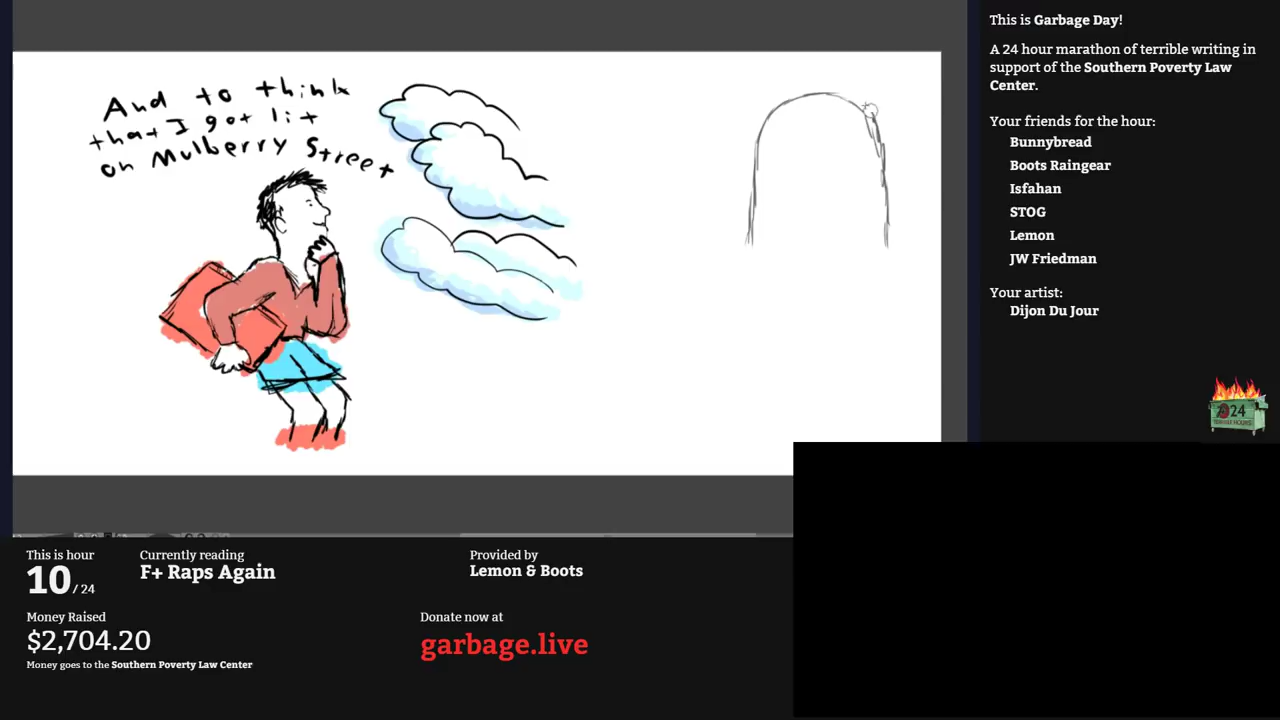 And to think
that I got lit
on Mulberry Street
This is Garbage Day!
A 24 hour marathon of terrible writing in
support of the Southern Poverty Law
Center.
Your friends for the hour:
Bunnybread
Boots Raingear
Isfahan
STOG
Lemon
JW Friedman
Your artist:
Dijon Du Jour
This is hour
10 / 24
Currently reading
F+ Raps Again
Provided by
Lemon & Boots
Money Raised
$2,704.20
Money goes to the Southern Poverty Law Center
Donate now at
garbage.live